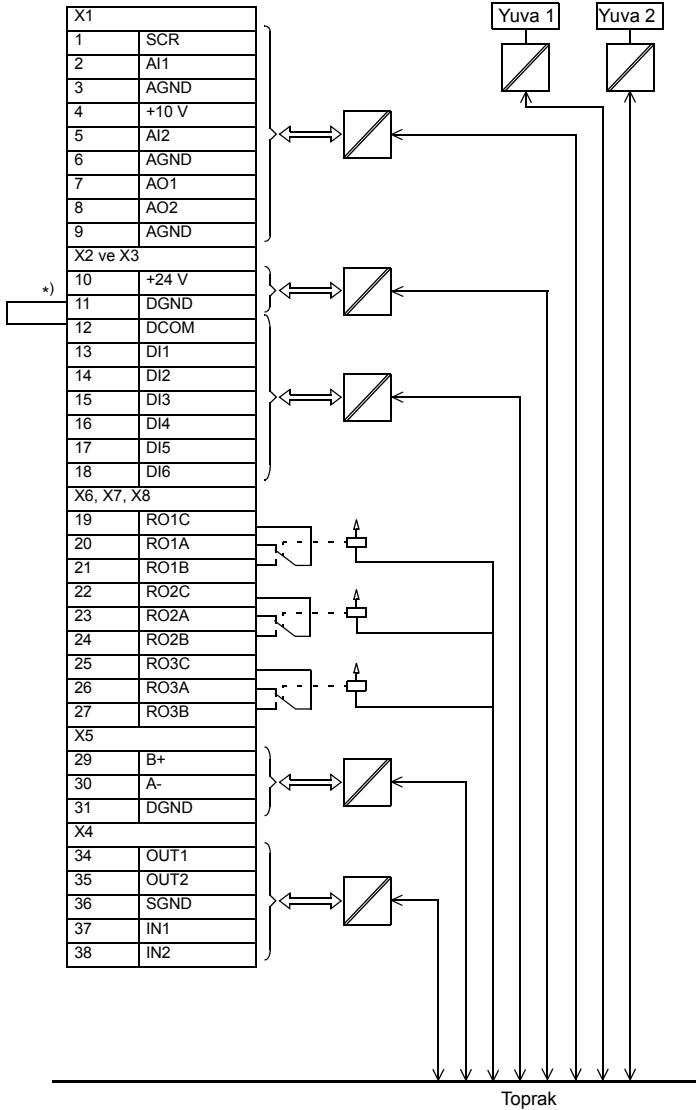 Yuva 1 Yuva 2
X1
1 SCR
2 AI1
3 AGND
4 +10 V
5 AI2
6 AGND
7 AO1
8 AO2
9 AGND
X2 ve X3
10 +24 V
*)
11 DGND
12 DCOM
13 DI1
14 DI2
15 DI3
16 DI4
17 DI5
18 DI6
X6, X7, X8
19 RO1C
20 RO1A
21 RO1B
22 RO2C
23 RO2A
24 RO2B
25 RO3C
26 RO3A
27 RO3B
X5
29 B+
30 A-
31 DGND
X4
34 OUT1
35 OUT2
36 SGND
37 IN1
38 IN2
Toprak